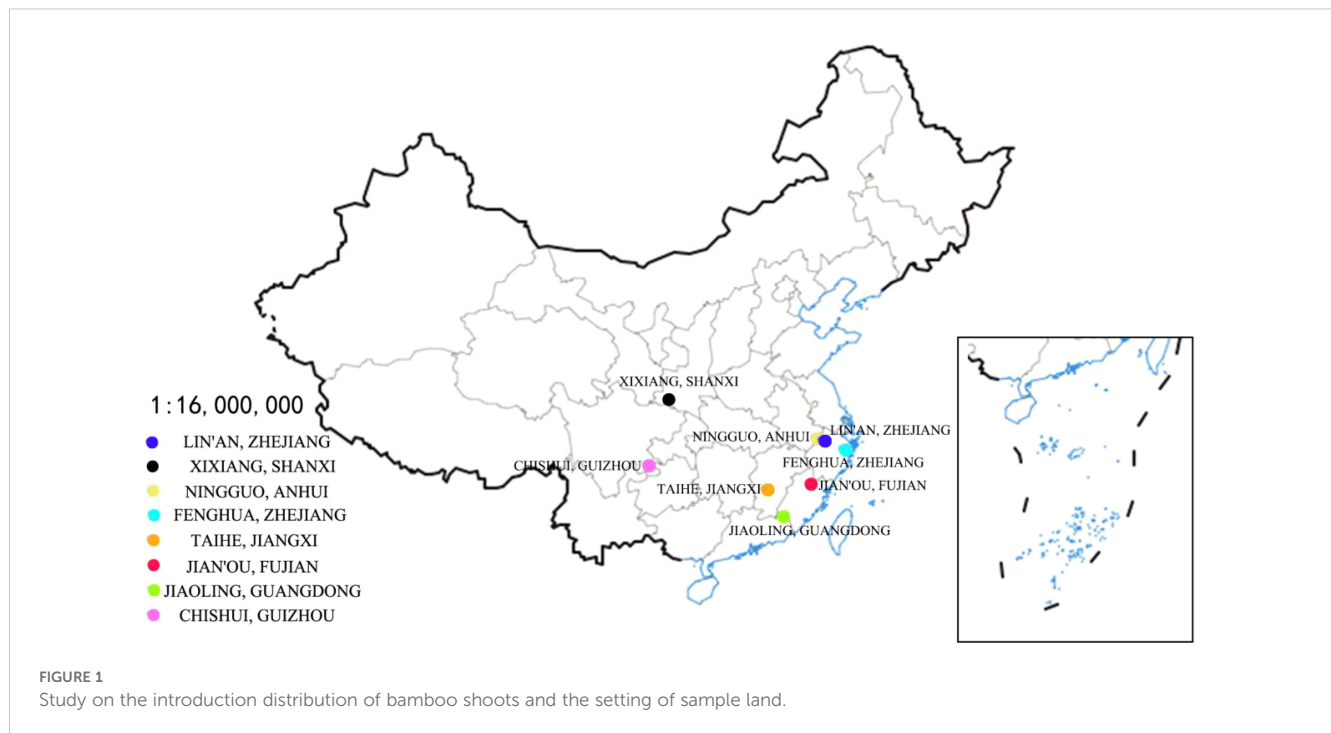 XIXIANG, SHANXI
1:16,000,000
LIN'AN, ZHEJIANG
XIXIANG, SHANXI
NINGGUO, ANHUI
FENGHUA, ZHEJIANG
TAIHE, JIANGXI
JIAN'OU, FUJIAN
JIAOLING, GUANGDONG
CHISHUI, GUIZHOU
LIN'AN, ZHEJIANG
NINGGUO, ANHUI
FENGHUA, ZHEJIANG
CHISHUI, GUIZHOU
TAIHE, JIANGXI
JIAN'OU, FUJIAN
JIAOLING, GUANGDONG
FIGURE 1
Study on the introduction distribution of bamboo shoots and the setting of sample land.